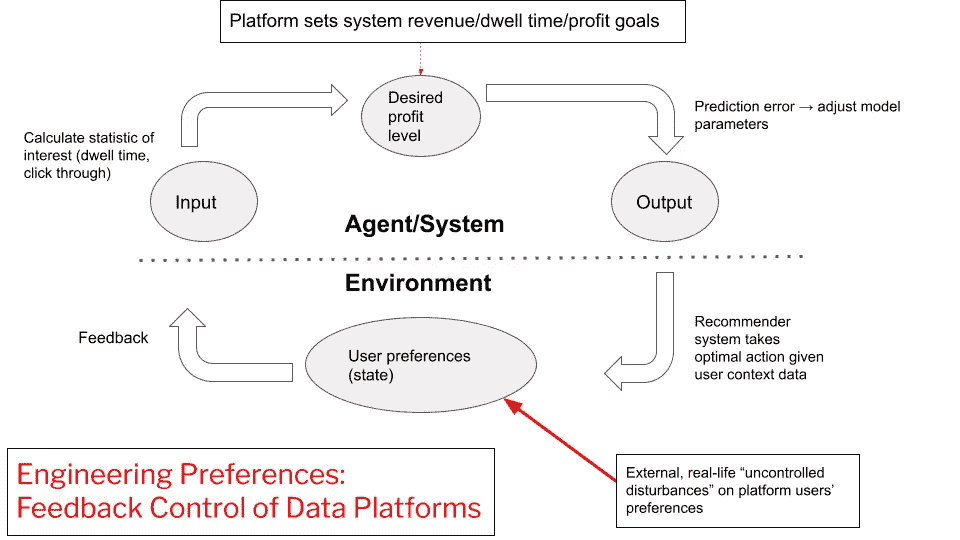 Platform sets system revenue/dwell time/profit goals
Desired
profit
level
Prediction error → adjust model
parameters
Calculate statistic of
interest (dwell time,
click through)
Input
Output
Agent/System
Environment
Feedback
User preferences
(state)
Recommender
system takes
optimal action given
user context data
Engineering Preferences:
Feedback Control of Data Platforms
External, real-life “uncontrolled
disturbances” on platform users’
preferences